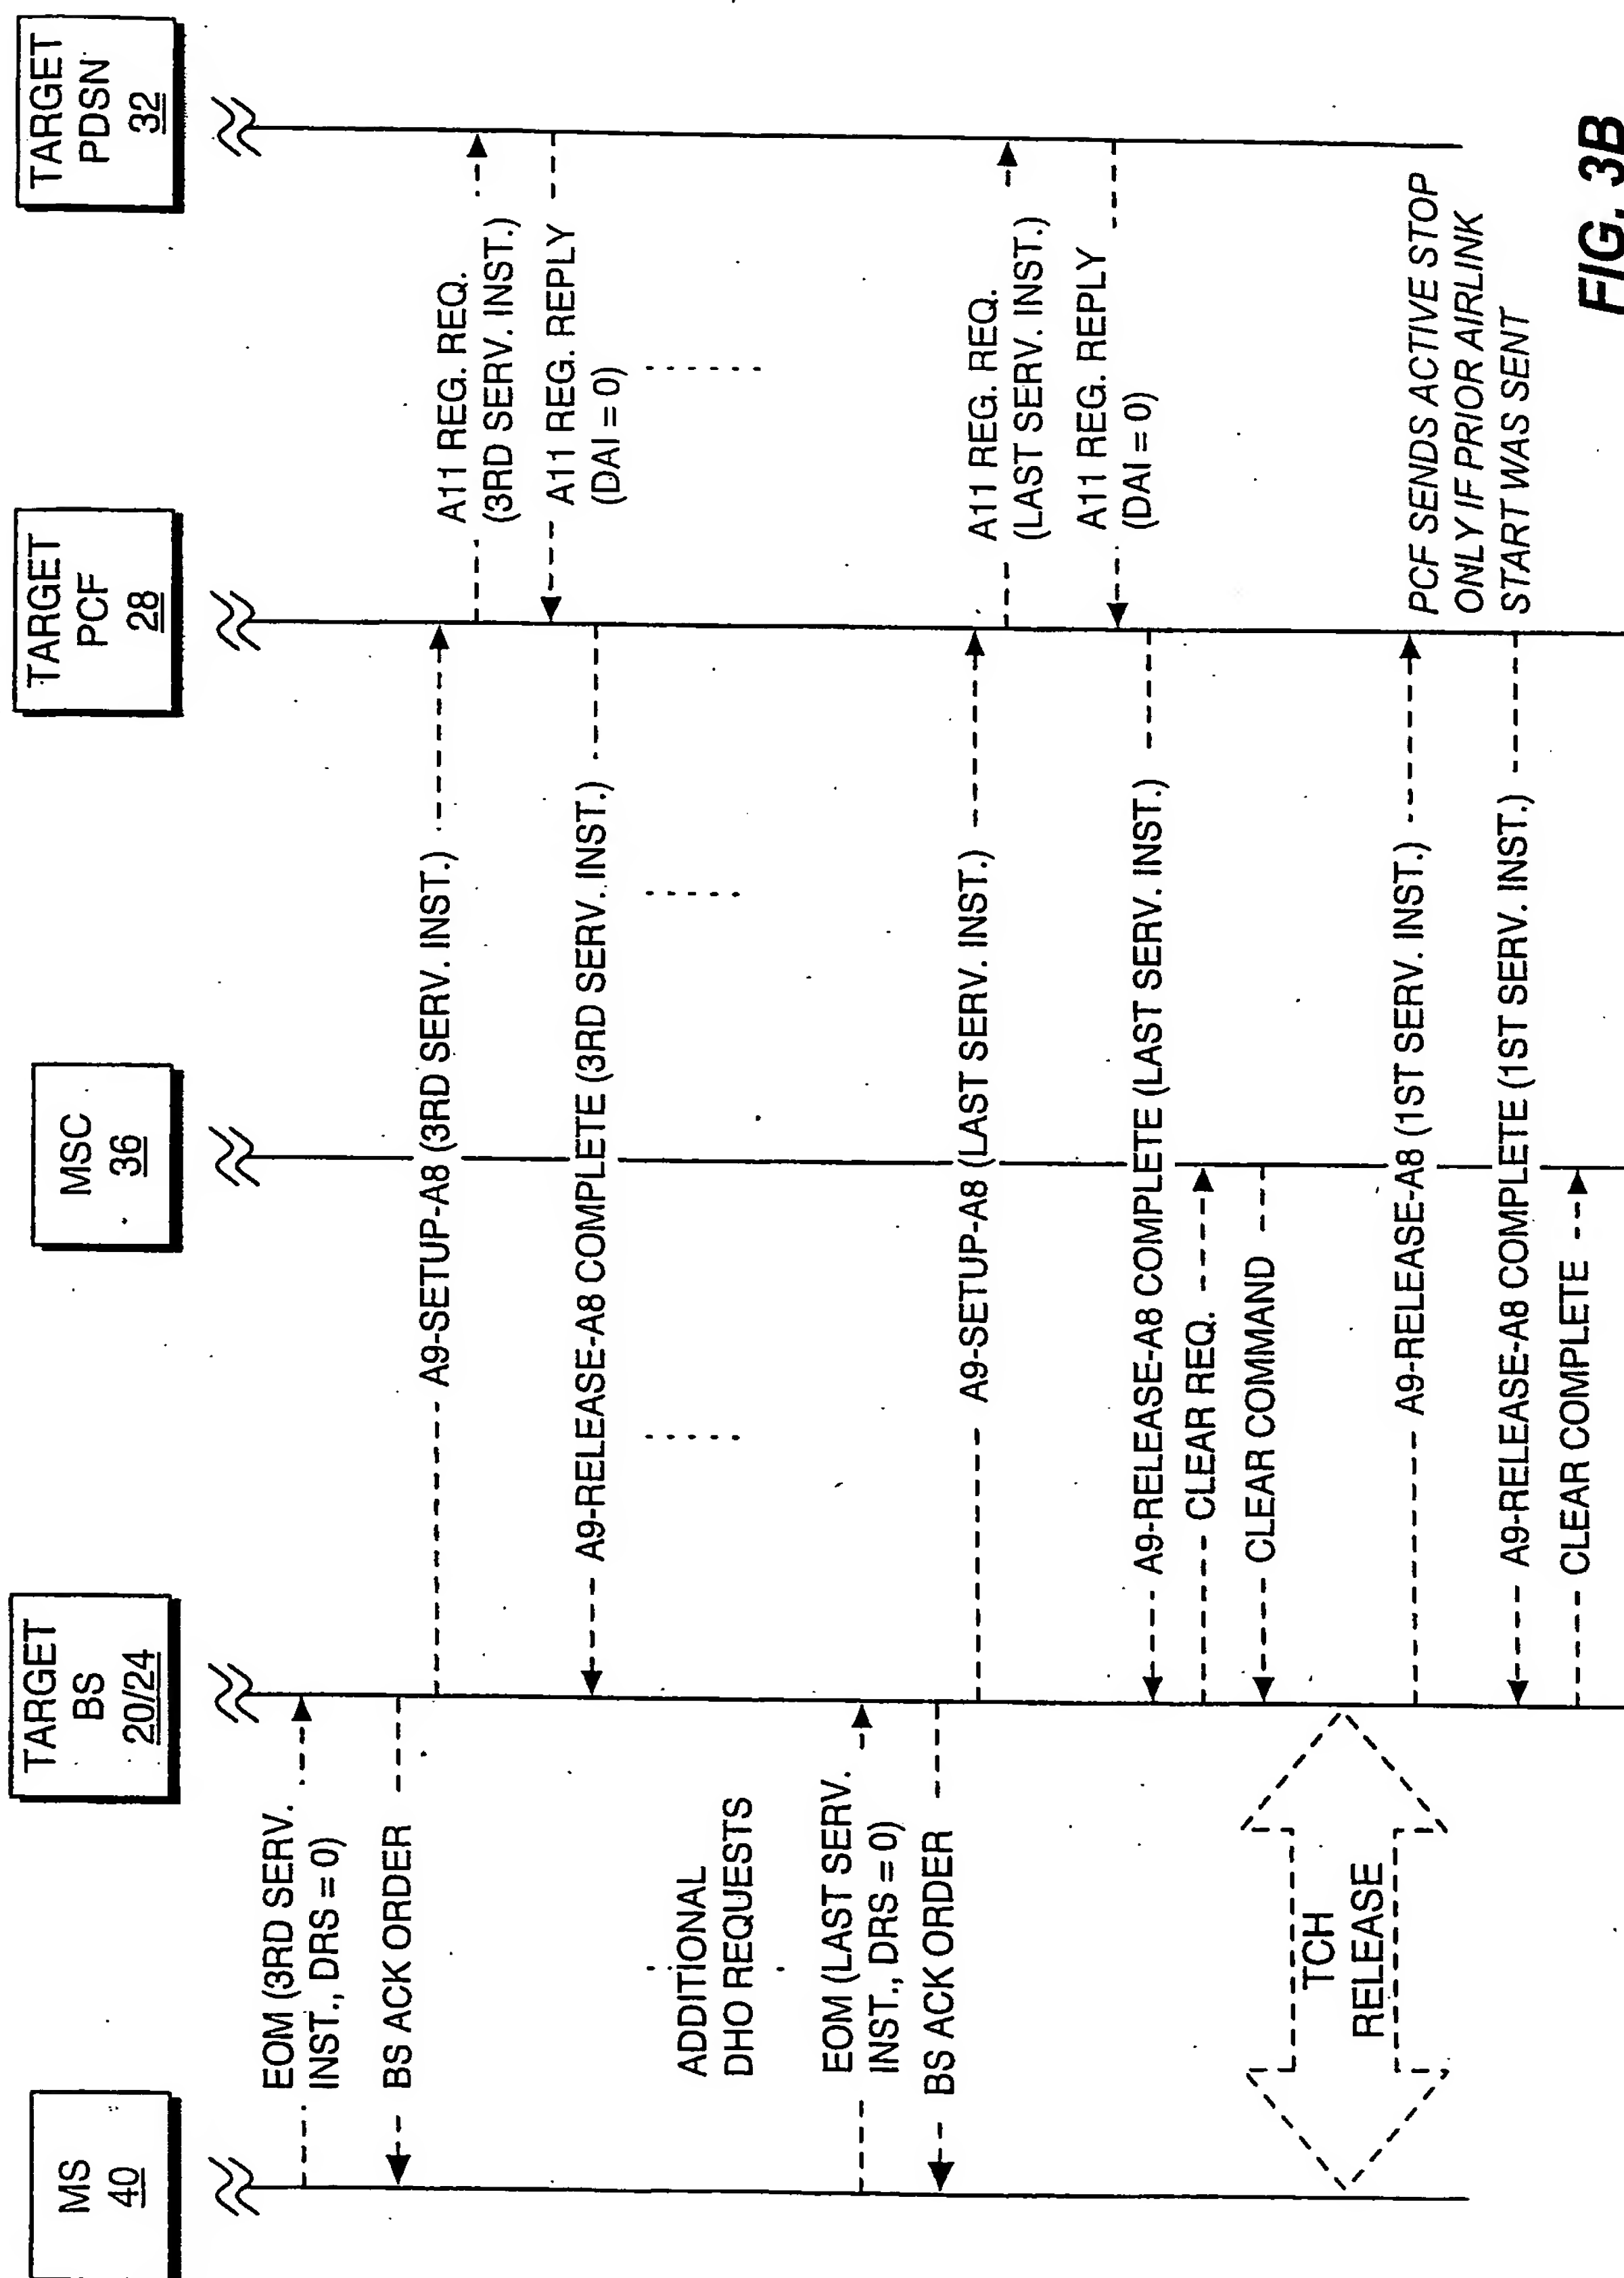 MS
40
TARGET
BS
20/24
MSC
36
TARGET
PCF
28
TARGET
PDSN
32
EOM (3RD SERV.
INST., DRS = 0)
BS ACK ORDER
A9-SETUP-A8 (3RD SERV. INST.)
A11 REG. REQ.
(3RD SERV. INST.)
A11 REG. REPLY
(DAI = 0)
A9-RELEASE-A8 COMPLETE (3RD SERV. INST.)
ADDITIONAL
DHO REQUESTS
EOM (LAST SERV.
INST., DRS = 0)
BS ACK ORDER
A9-SETUP-A8 (LAST SERV. INST.)
A11 REG. REQ.
(LAST SERV. INST.)
A11 REG. REPLY
(DAI = 0)
A9-RELEASE-A8 COMPLETE (LAST SERV. INST.)
CLEAR REQ.
CLEAR COMMAND
TCH
RELEASE
A9-RELEASE-A8 (1ST SERV. INST.)
PCF SENDS ACTIVE STOP
ONLY IF PRIOR AIRLINK
START WAS SENT
A9-RELEASE-A8 COMPLETE (1ST SERV. INST.)
CLEAR COMPLETE
FIG. 3B